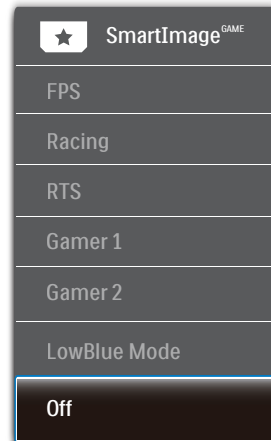 SmartImage GAME
FPS
Racing
RTS
Gamer 1
Gamer 2
LowBlue Mode
Off